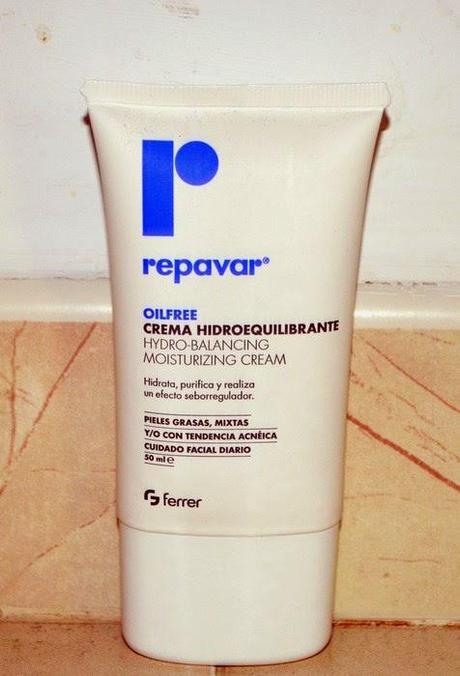 r
repavar®
OILFREE
CREMA HIDROEQUILIBRANTE
HYDRO-BALANCING
MOISTURIZING CREAM
Hidrata, purifica y realiza
un efecto seborregulador.
PIELES GRASAS, MIXTAS
Y/O CON TENDENCIA ACNÉICA
CUIDADO FACIAL DIARIO
50 ml ℮
ferrer